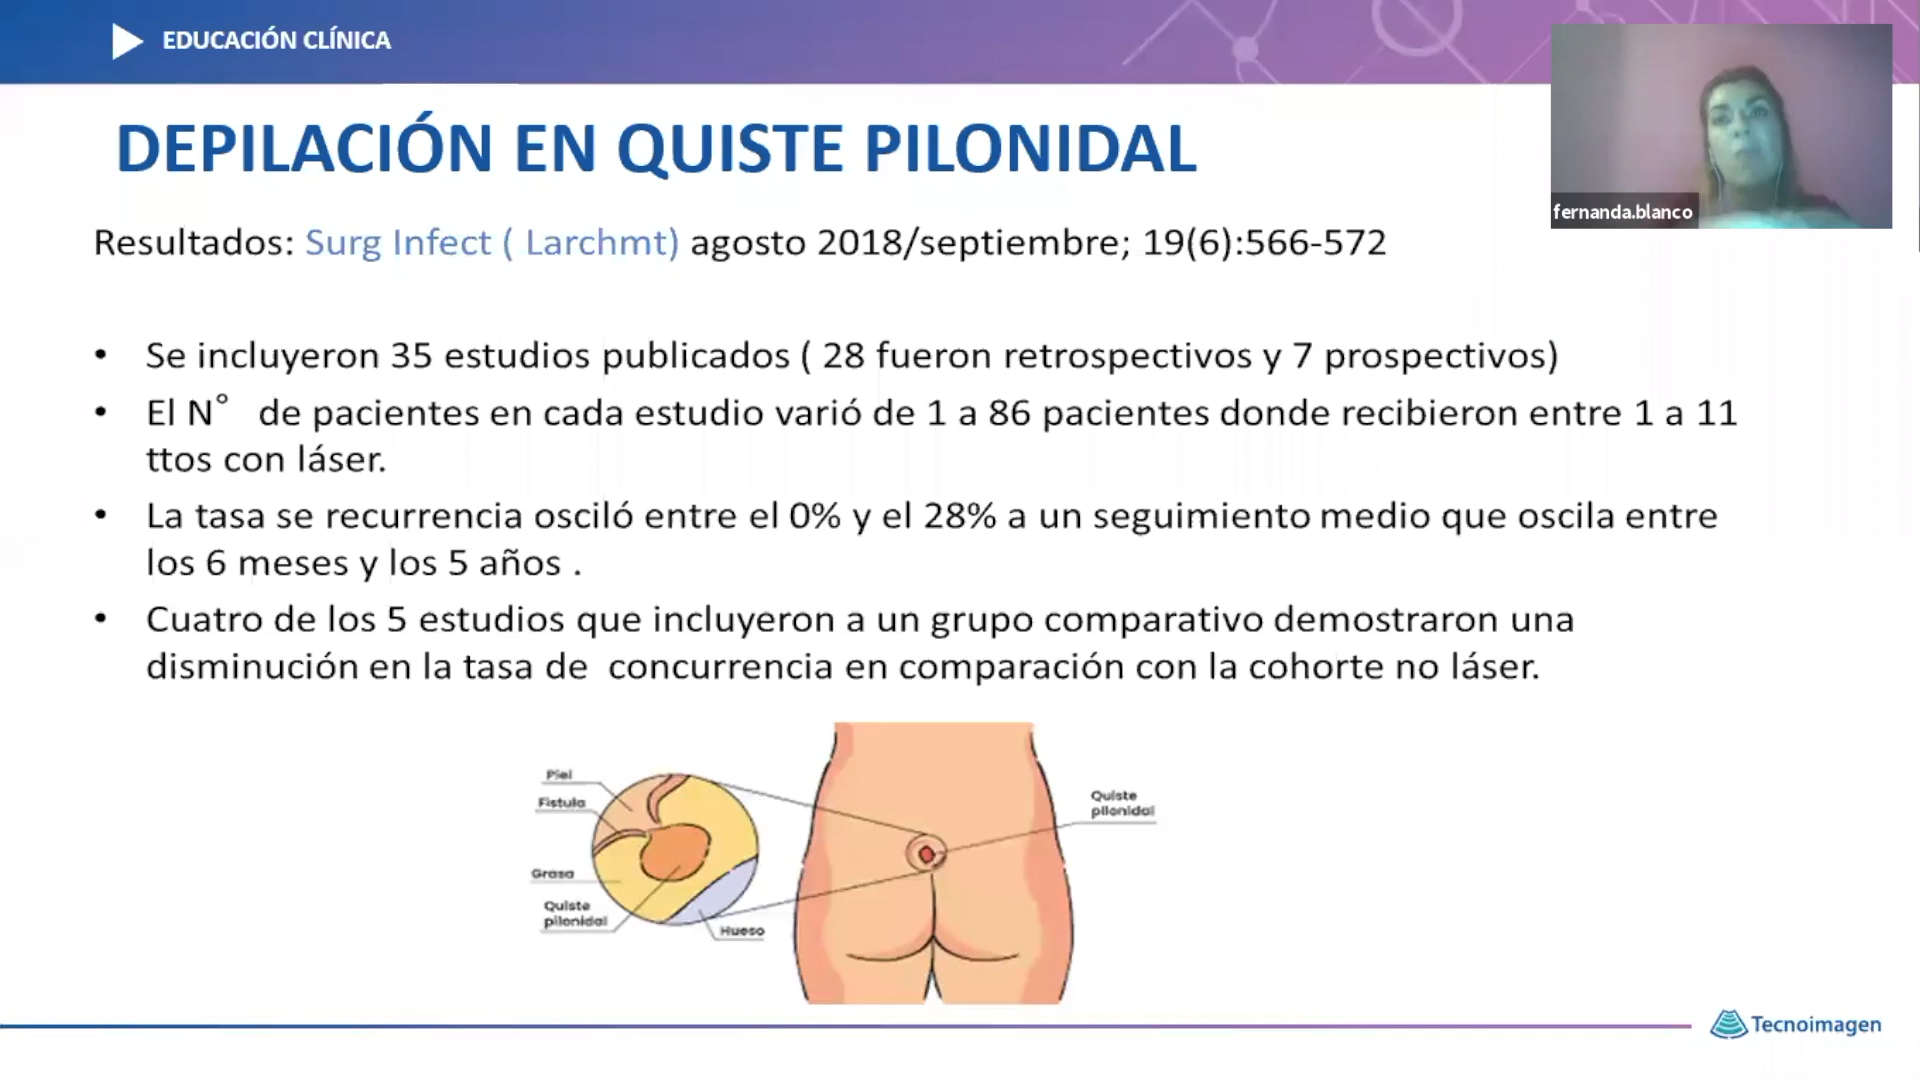 EDUCACIÓN CLÍNICA
fernanda.blanco
DEPILACIÓN EN QUISTE PILONIDAL
Resultados: Surg Infect ( Larchmt) agosto 2018/septiembre; 19(6):566-572
• Se incluyeron 35 estudios publicados ( 28 fueron retrospectivos y 7 prospectivos)
• El N° de pacientes en cada estudio varió de 1 a 86 pacientes donde recibieron entre 1 a 11
ttos con láser.
• La tasa se recurrencia osciló entre el 0% y el 28% a un seguimiento medio que oscila entre
los 6 meses y los 5 años .
• Cuatro de los 5 estudios que incluyeron a un grupo comparativo demostraron una
disminución en la tasa de concurrencia en comparación con la cohorte no láser.
Piel
Fistula
Grasa
Quiste
pilonidal
Hueso
Quiste
pilonidal
Tecnoimagen